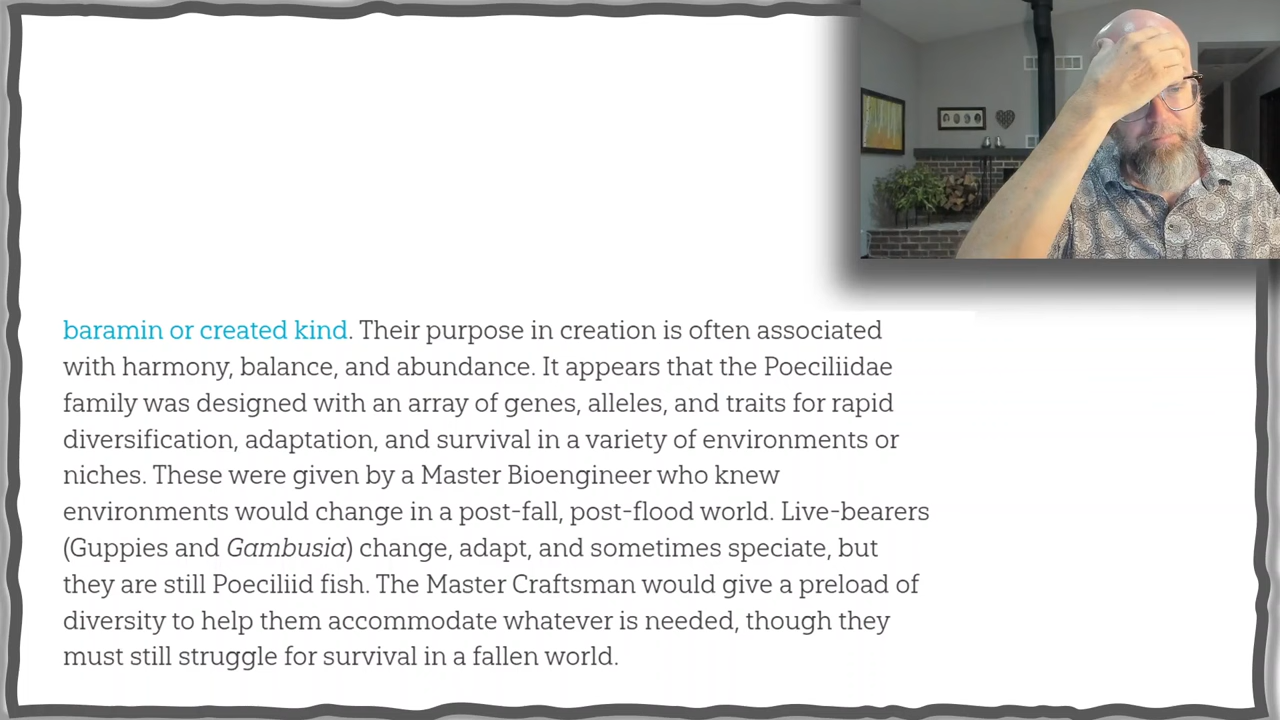 baramin or created kind. Their purpose in creation is often associated
with harmony, balance, and abundance. It appears that the Poeciliidae
family was designed with an array of genes, alleles, and traits for rapid
diversification, adaptation, and survival in a variety of environments or
niches. These were given by a Master Bioengineer who knew
environments would change in a post-fall, post-flood world. Live-bearers
(Guppies and Gambusia) change, adapt, and sometimes speciate, but
they are still Poeciliid fish. The Master Craftsman would give a preload of
diversity to help them accommodate whatever is needed, though they
must still struggle for survival in a fallen world.